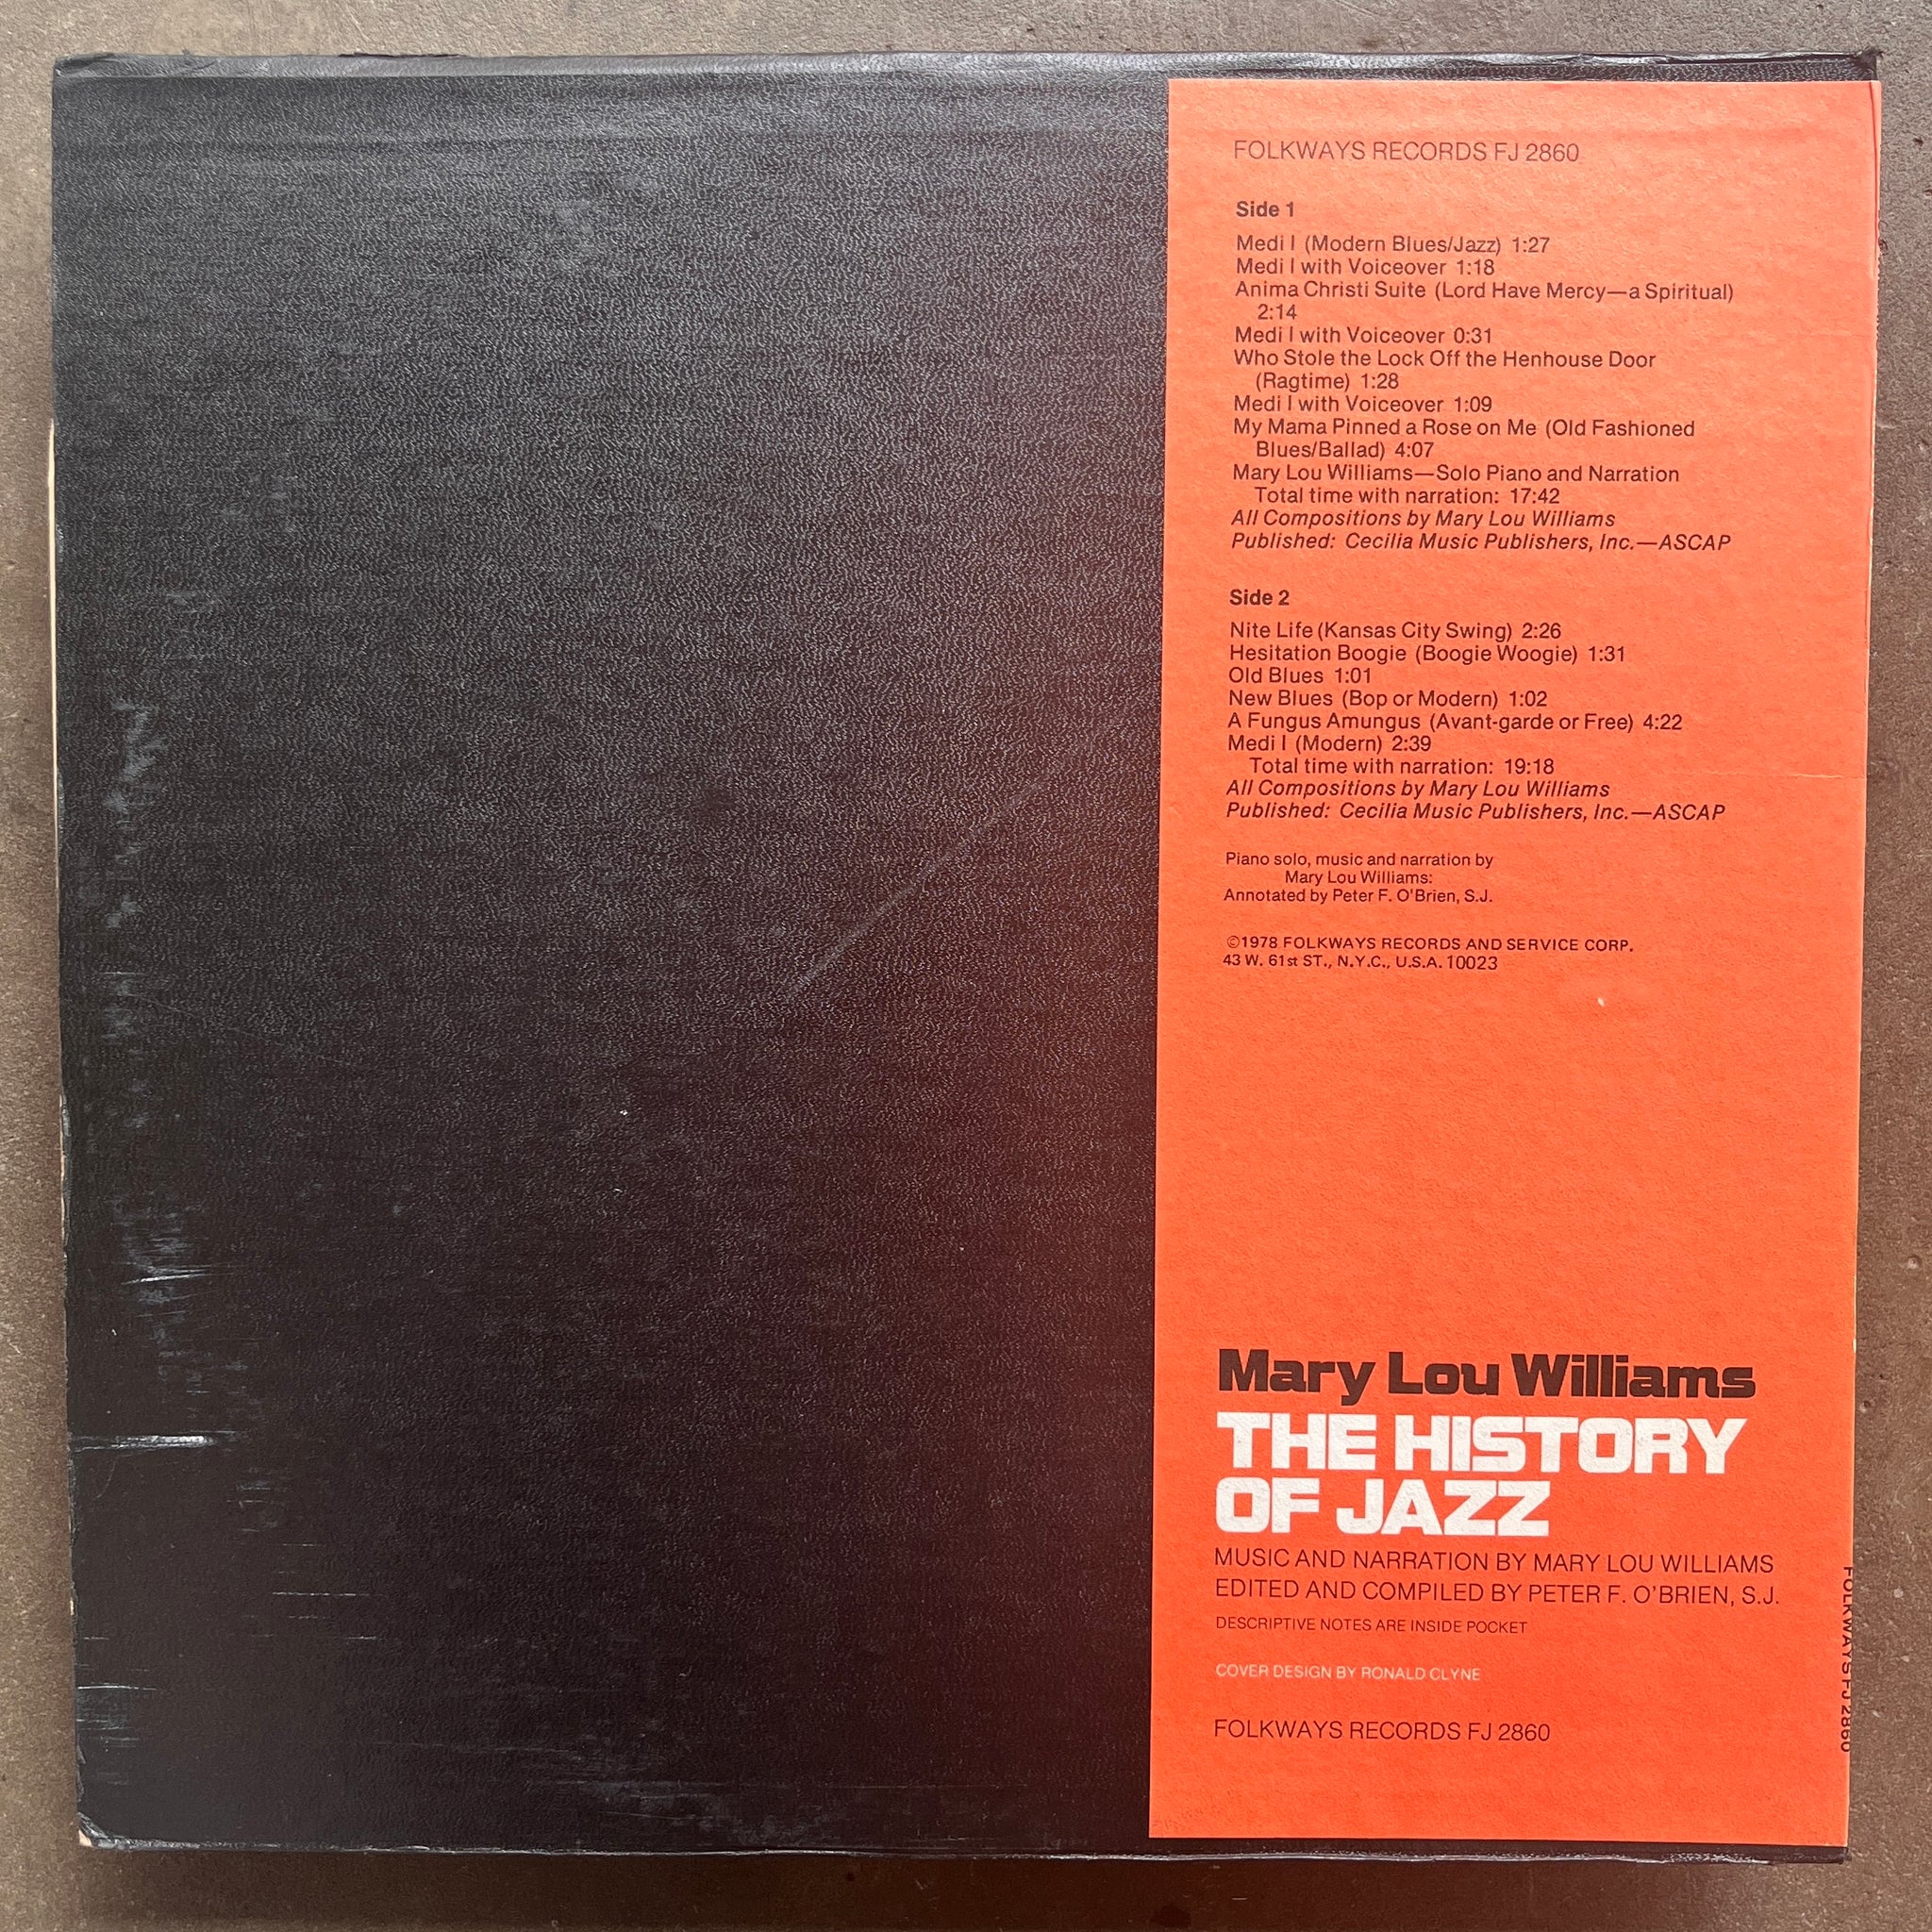 FOLKWAYS RECORDS FJ 2860
Side 1
Medi I (Modern Blues/Jazz) 1:27
Medi I with Voiceover 1:18
Anima Christi Suite (Lord Have Mercy—a Spiritual)
2:14
Medi I with Voiceover 0:31
Who Stole the Lock Off the Henhouse Door
(Ragtime) 1:28
Medi I with Voiceover 1:09
My Mama Pinned a Rose on Me (Old Fashioned
Blues/Ballad) 4:07
Mary Lou Williams—Solo Piano and Narration
Total time with narration: 17:42
All Compositions by Mary Lou Williams
Published: Cecilia Music Publishers, Inc.—ASCAP
Side 2
Nite Life (Kansas City Swing) 2:26
Hesitation Boogie (Boogie Woogie) 1:31
Old Blues 1:01
New Blues (Bop or Modern) 1:02
A Fungus Amungus (Avant-garde or Free) 4:22
Medi I (Modern) 2:39
Total time with narration: 19:18
All Compositions by Mary Lou Williams
Published: Cecilia Music Publishers, Inc.—ASCAP
Piano solo, music and narration by
Mary Lou Williams:
Annotated by Peter F. O'Brien, S.J.
©1978 FOLKWAYS RECORDS AND SERVICE CORP.
43 W. 61st ST., N.Y.C., U.S.A. 10023
Mary Lou Williams
THE HISTORY
OF JAZZ
MUSIC AND NARRATION BY MARY LOU WILLIAMS
EDITED AND COMPILED BY PETER F. O'BRIEN, S.J.
DESCRIPTIVE NOTES ARE INSIDE POCKET
COVER DESIGN BY RONALD CLYNE
FOLKWAYS RECORDS FJ 2860
FOLKWAYS FJ 2860